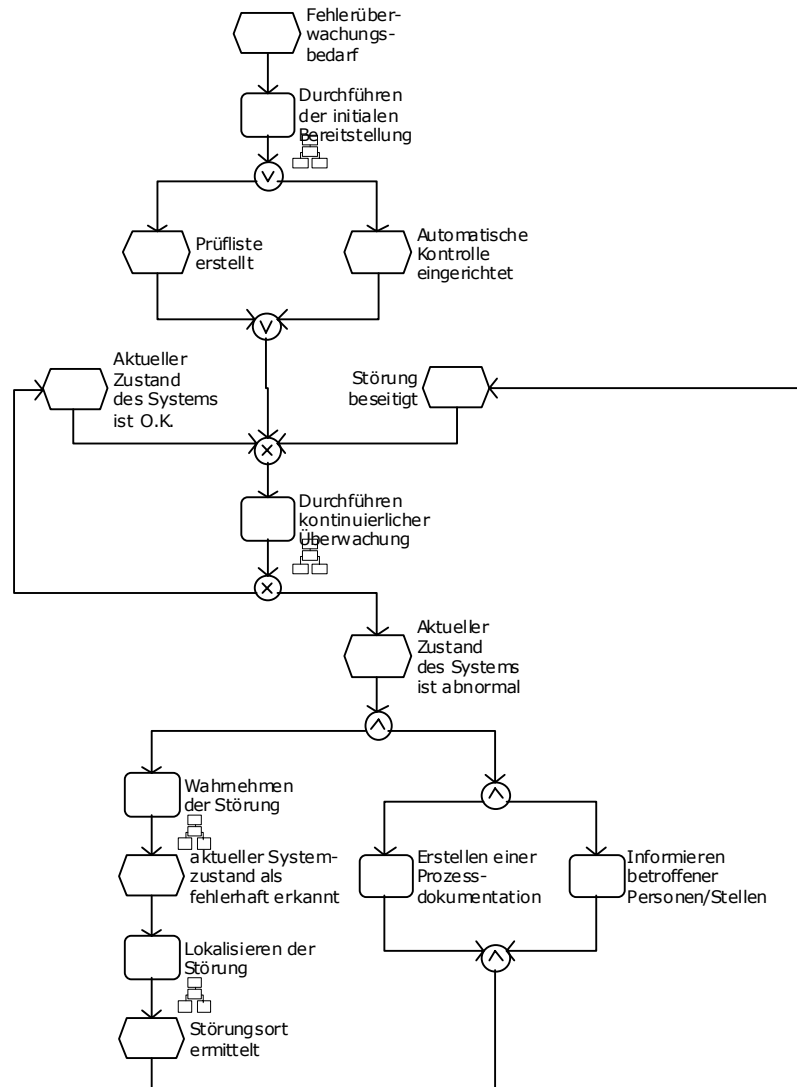 Fehlerüber-
wachungs-
bedarf
Durchführen
der initialen
Bereitstellung
Prüfliste
erstellt
Automatische
Kontrolle
eingerichtet
Aktueller
Zustand
des Systems
ist O.K.
Störung
beseitigt
Durchführen
kontinuierlicher
Überwachung
Aktueller
Zustand
des Systems
ist abnormal
Wahrnehmen
der Störung
aktueller System-
zustand als
fehlerhaft erkannt
Erstellen einer
Prozess-
dokumentation
Informieren
betroffener
Personen/Stellen
Lokalisieren der
Störung
Störungsort
ermittelt